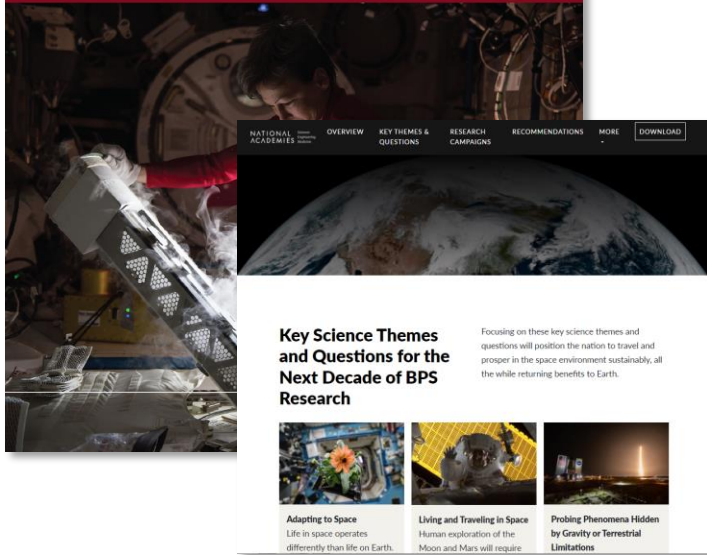 NATIONAL
ACADEMIES
Sciences
Engineering
Medicine
OVERVIEW
KEY THEMES &
QUESTIONS
RESEARCH
CAMPAIGNS
RECOMMENDATIONS
MORE
DOWNLOAD
Key Science Themes
and Questions for the
Next Decade of BPS
Research
Focusing on these key science themes and
questions will position the nation to travel and
prosper in the space environment sustainably, all
the while returning benefits to Earth.
Adapting to Space
Life in space operates
differently than life on Earth.
Living and Traveling in Space
Human exploration of the
Moon and Mars will require
Probing Phenomena Hidden
by Gravity or Terrestrial
Limitations